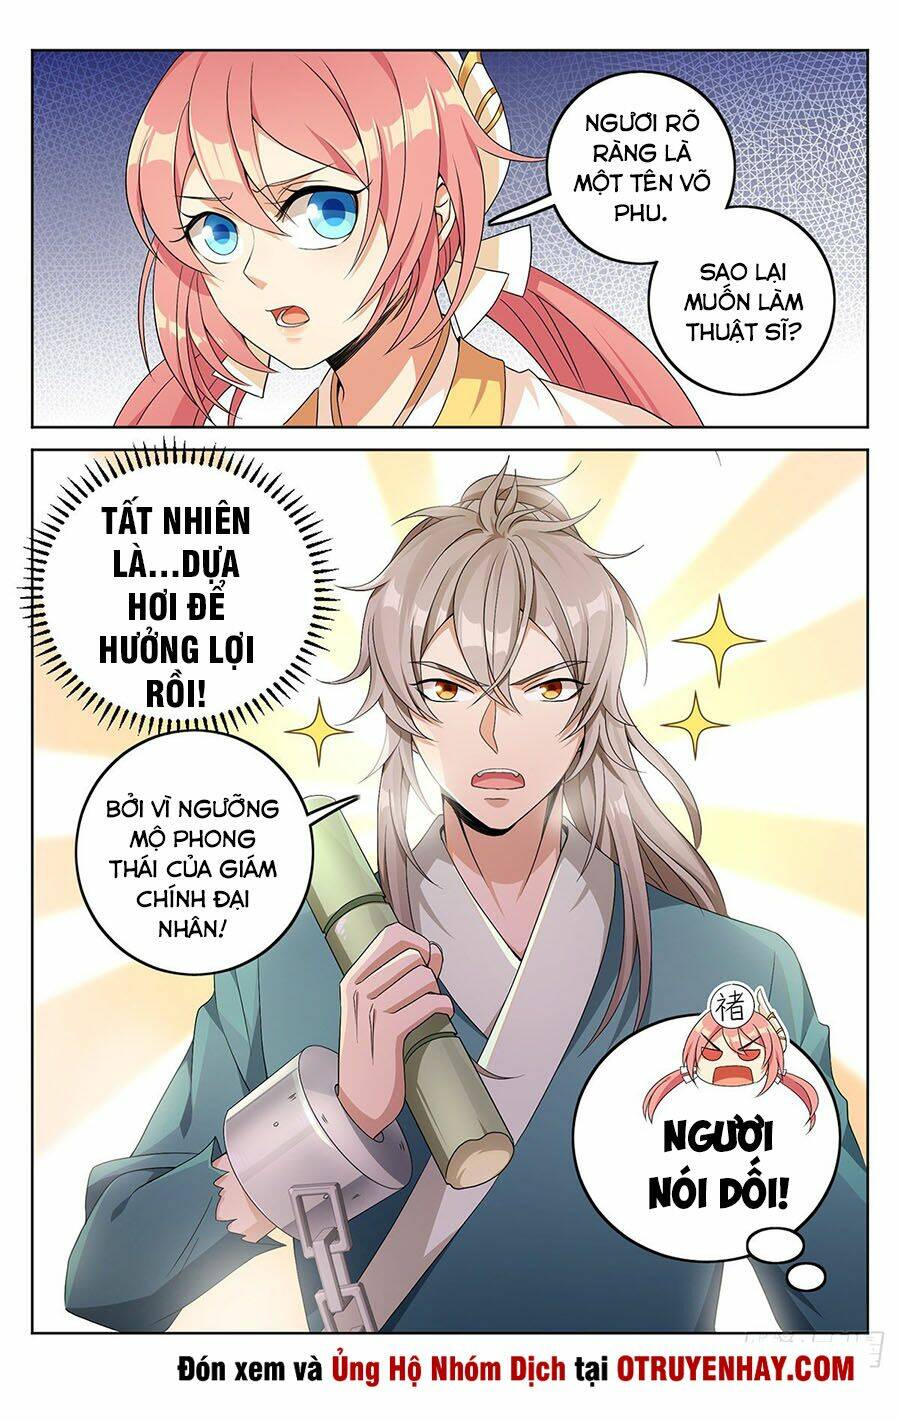 NGƯƠI RÕ
RÀNG LÀ
MỘT TÊN VÕ
PHU.
SAO LẠI
MUỐN LÀM
THUẬT SĨ?
TẤT NHIÊN
LÀ...DỰA
HƠI ĐỂ
HƯỞNG LỢI
RỒI!
BỞI VÌ NGƯỠNG
MỘ PHONG
THÁI CỦA GIÁM
CHÍNH ĐẠI
NHÂN!
褚
NGƯƠI
NÓI DỐI!
Đón xem và Ủng Hộ Nhóm Dịch tại OTRUYENHAY.COM